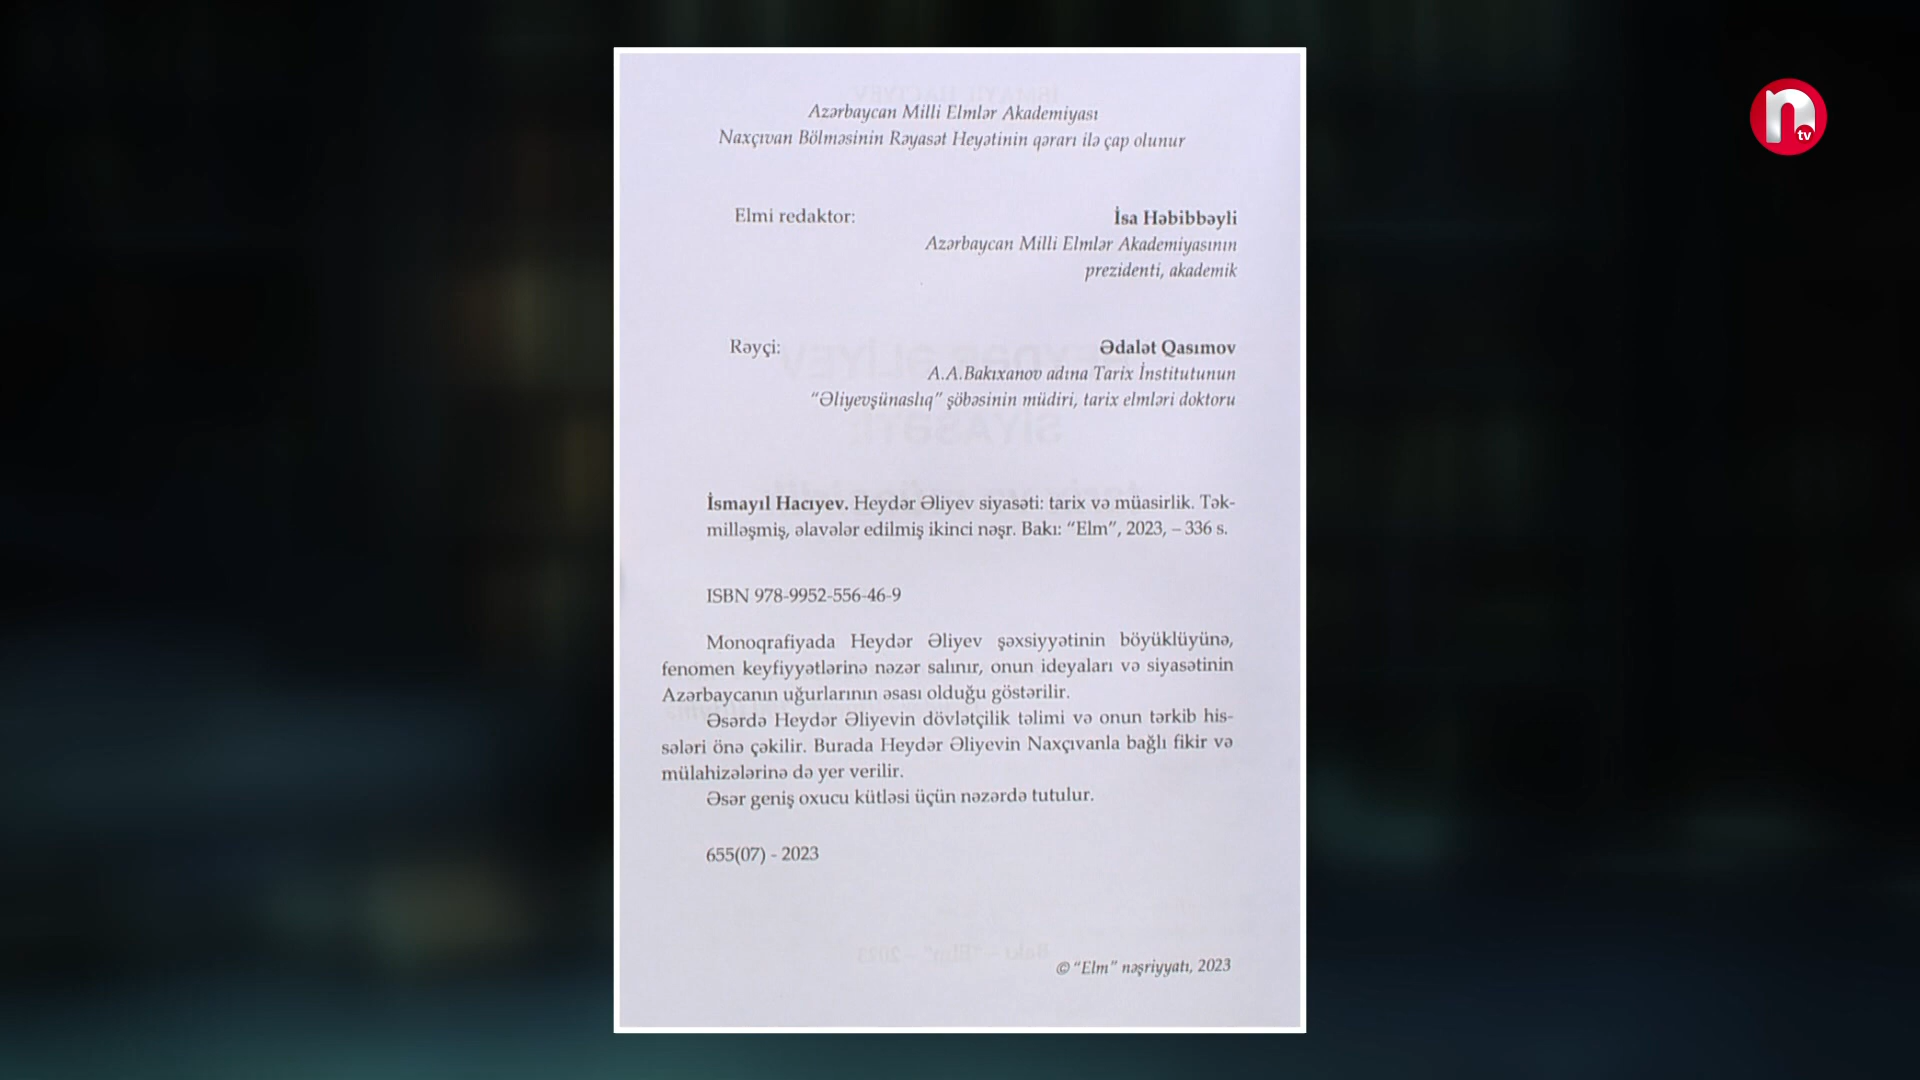 Azərbaycan Milli Elmlər Akademiyası
Naxçıvan Bölməsinin Rəyasət Heyətinin qərarı ilə çap olunur
Elmi redaktor:
İsa Həbibbəyli
Azərbaycan Milli Elmlər Akademiyasının
prezidenti, akademik
Rəyçi:
Ədalət Qasımov
A.A.Bakıxanov adına Tarix İnstitutunun
“Əliyevşünaslıq” şöbəsinin müdiri, tarix elmləri doktoru
İsmayıl Hacıyev. Heydər Əliyev siyasəti: tarix və müasirlik. Tək-
milləşmiş, əlavələr edilmiş ikinci nəşr. Bakı: “Elm”, 2023, – 336 s.
ISBN 978-9952-556-46-9
Monoqrafiyada Heydər Əliyev şəxsiyyətinin böyüklüyünə,
fenomen keyfiyyətlərinə nəzər salınır, onun ideyaları və siyasətinin
Azərbaycanın uğurlarının əsası olduğu göstərilir.
Əsərdə Heydər Əliyevin dövlətçilik təlimi və onun tərkib his-
sələri önə çəkilir. Burada Heydər Əliyevin Naxçıvanla bağlı fikir və
mülahizələrinə də yer verilir.
Əsər geniş oxucu kütləsi üçün nəzərdə tutulur.
655(07) - 2023
© “Elm” nəşriyyatı, 2023
n tv